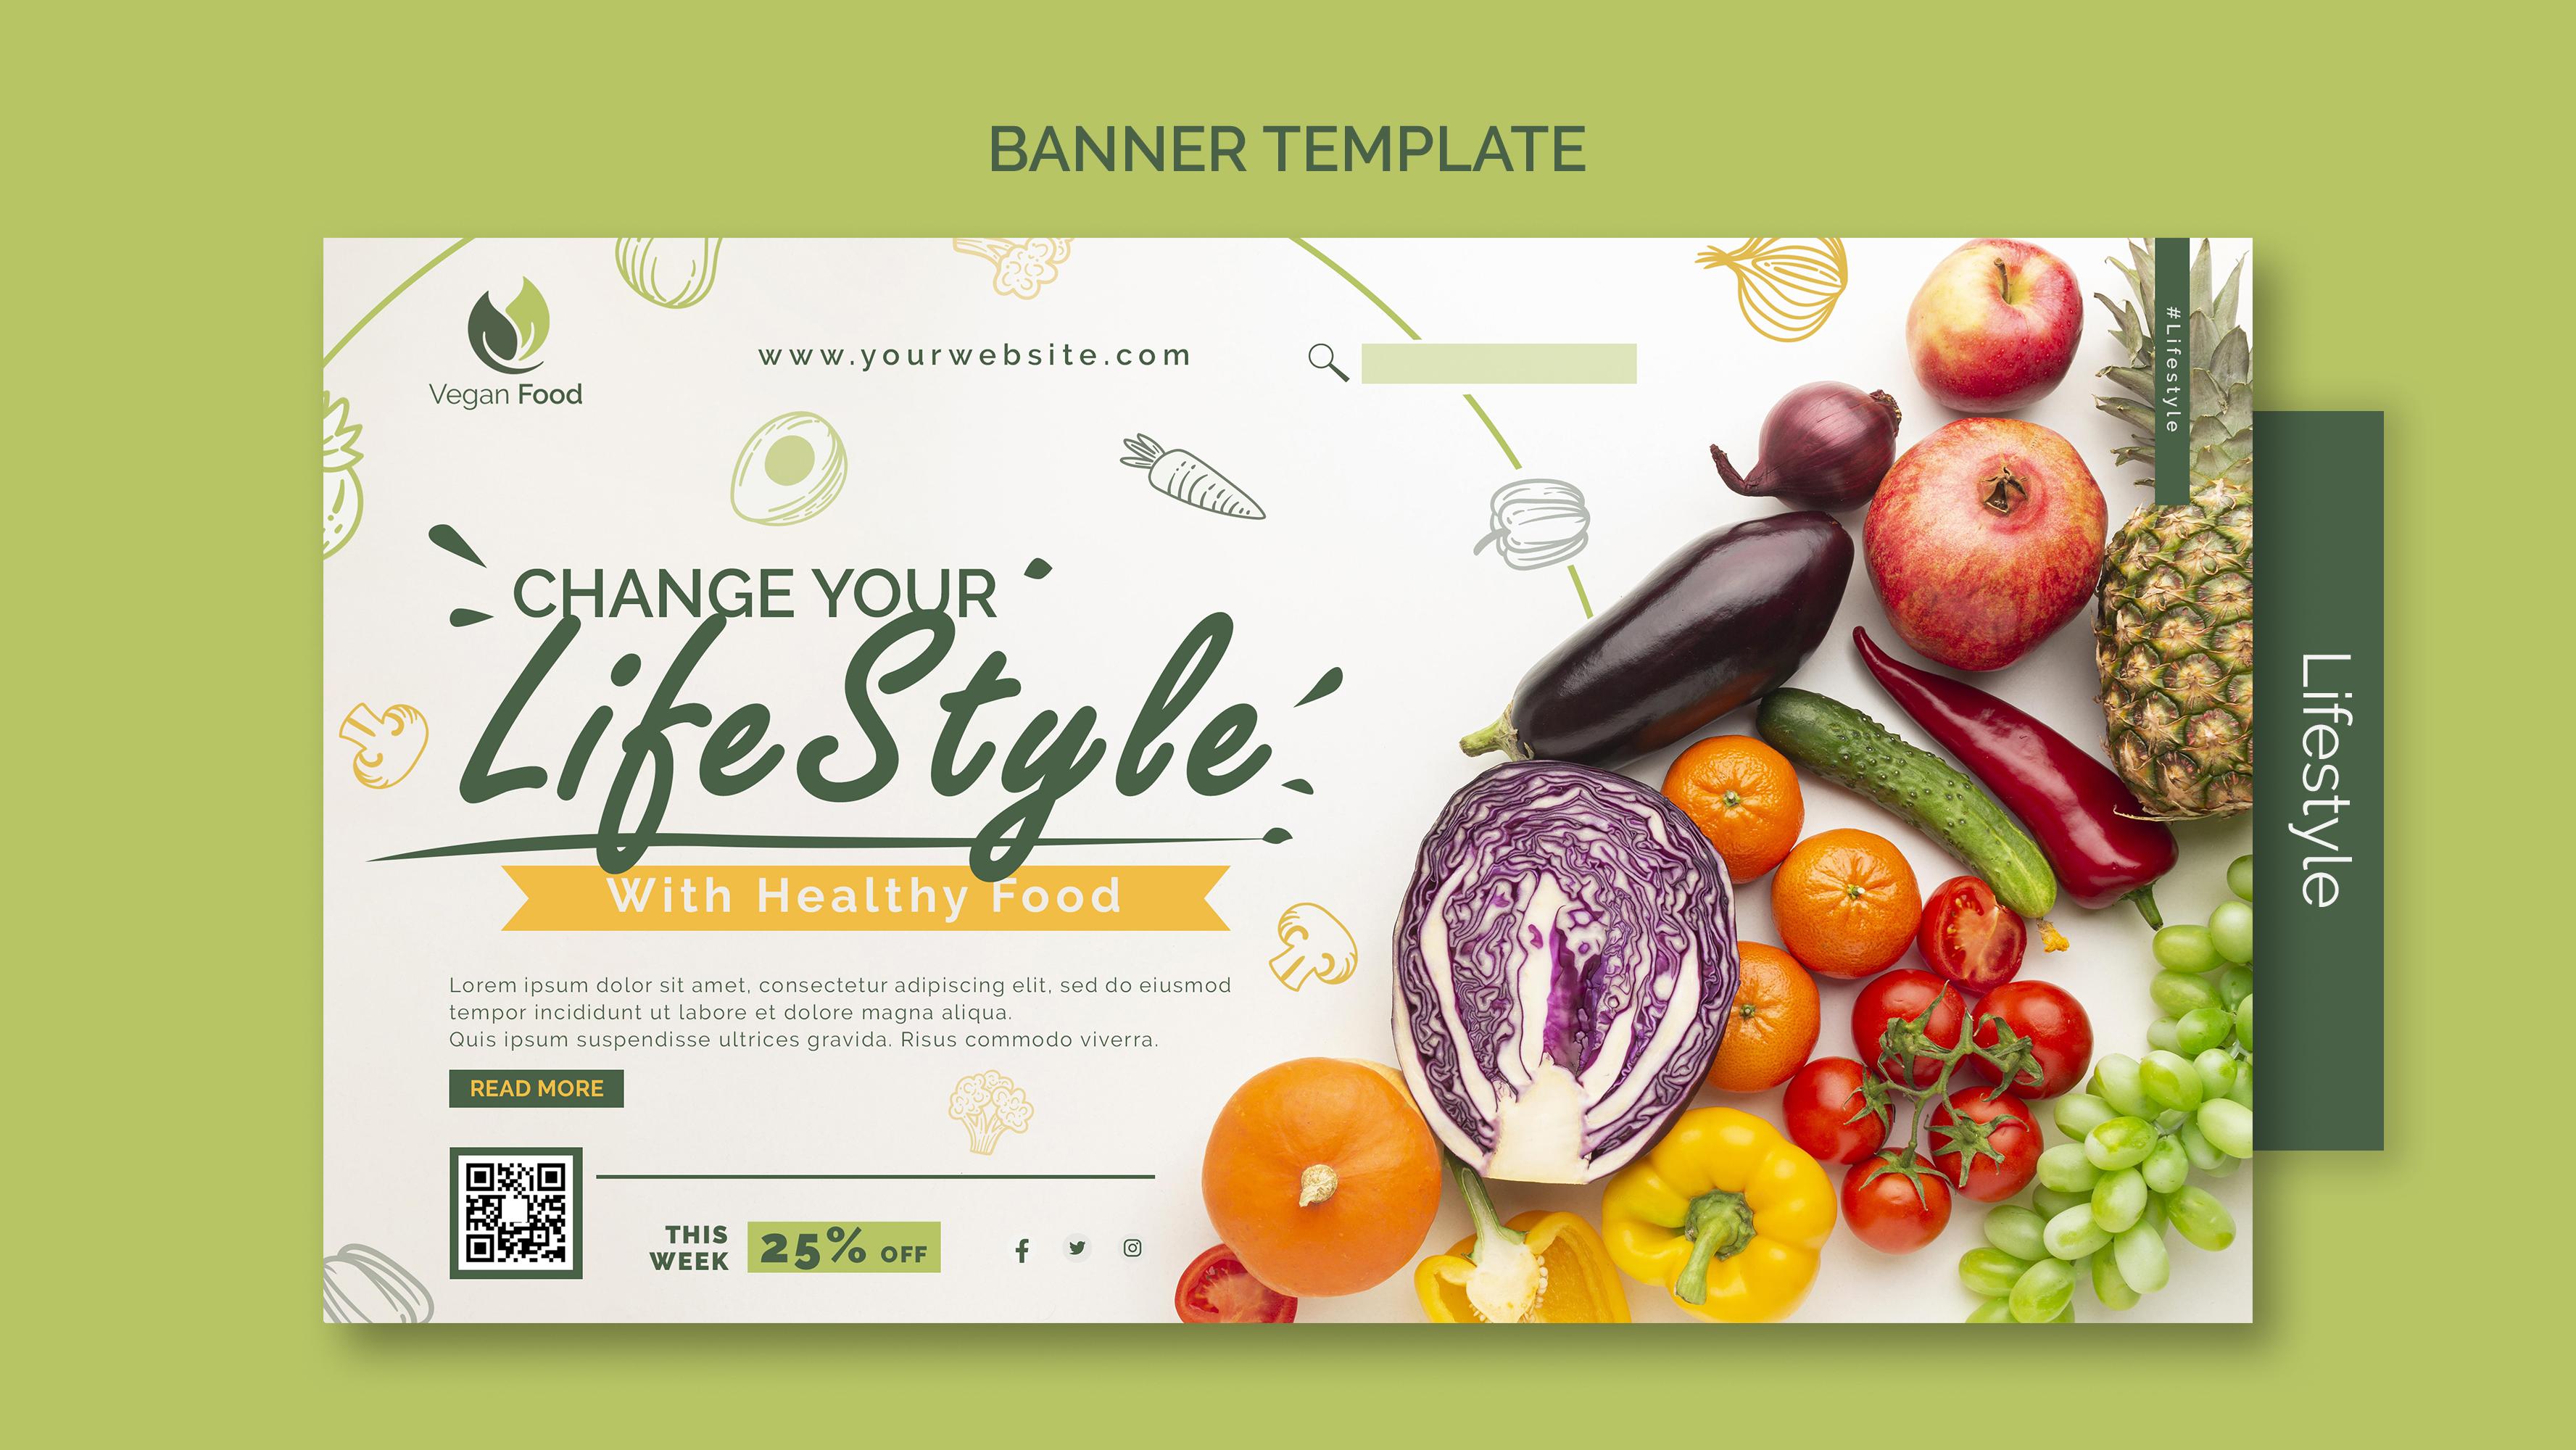 BANNER TEMPLATE
Vegan Food
www.yourwebsite.com
#Lifestyle
CHANGE YOUR
LifeStyle
With Healthy Food
Lorem ipsum dolor sit amet, consectetur adipiscing elit, sed do eiusmod
tempor incididunt ut labore et dolore magna aliqua.
Quis ipsum suspendisse ultrices gravida. Risus commodo viverra.
READ MORE
THIS
WEEK
25% OFF
Lifestyle